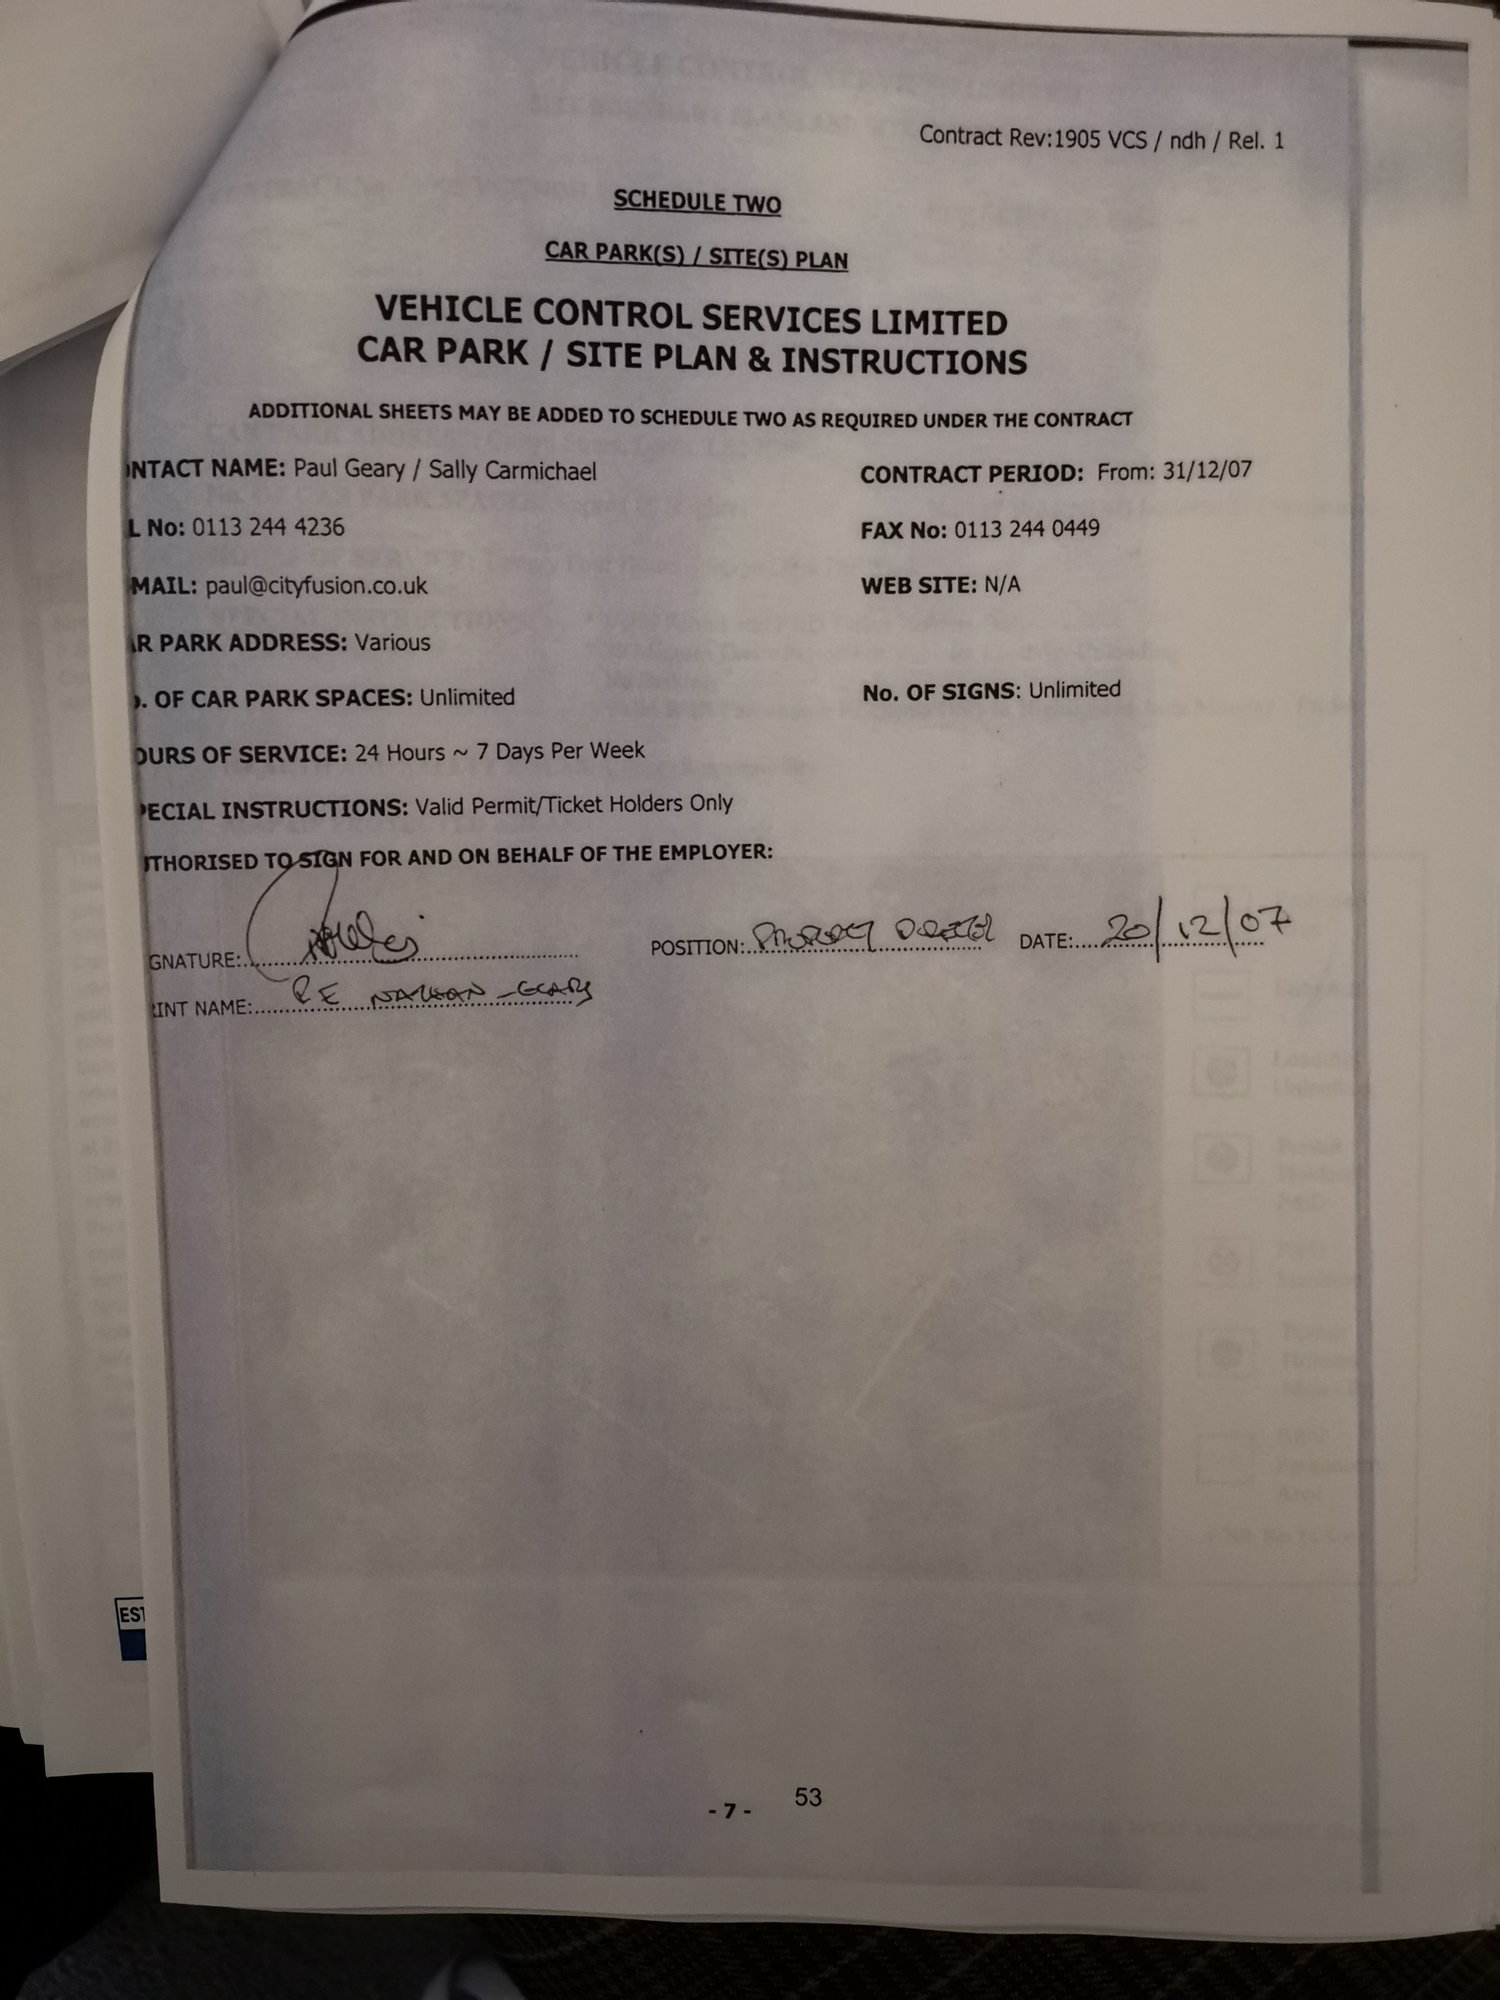 Contract Rev:1905 VCS / ndh / Rel. 1
SCHEDULE TWO
CAR PARK(S) / SITE(S) PLAN
VEHICLE CONTROL SERVICES LIMITED
CAR PARK / SITE PLAN & INSTRUCTIONS
ADDITIONAL SHEETS MAY BE ADDED TO SCHEDULE TWO AS REQUIRED UNDER THE CONTRACT
NTACT NAME: Paul Geary / Sally Carmichael CONTRACT PERIOD: From: 31/12/07
L No: 0113 244 4236 FAX No: 0113 244 0449
MAIL: paul@cityfusion.co.uk WEB SITE: N/A
R PARK ADDRESS: Various
. OF CAR PARK SPACES: Unlimited No. OF SIGNS: Unlimited
OURS OF SERVICE: 24 Hours ~ 7 Days Per Week
PECIAL INSTRUCTIONS: Valid Permit/Ticket Holders Only
THORISED TO SIGN FOR AND ON BEHALF OF THE EMPLOYER:
GNATURE: POSITION: DATE: 20/12/07
INT NAME: P E
EST
- 7 - 53